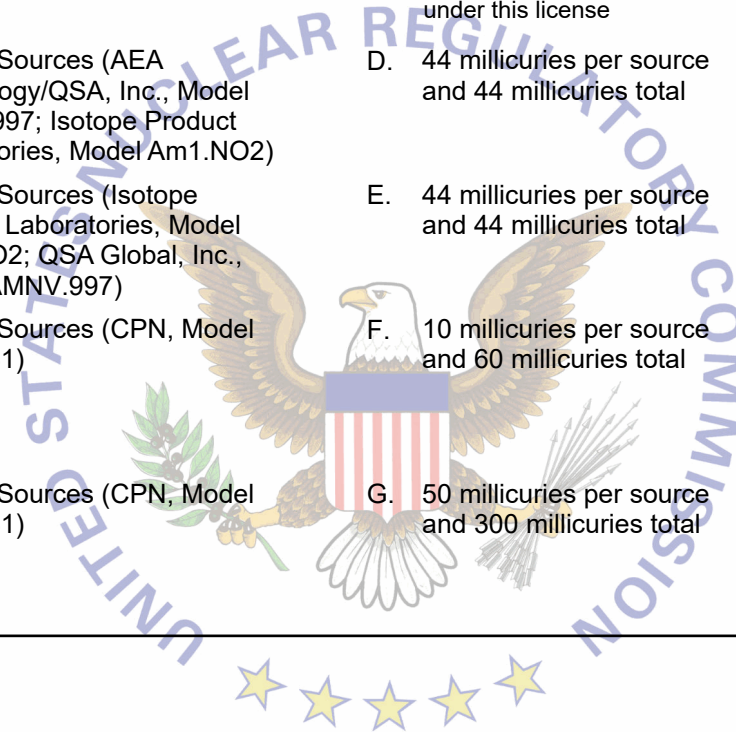 under this license
Sources (AEA
ogy/QSA, Inc., Model
997; Isotope Product
ories, Model Am1.NO2)
D. 44 millicuries per source
and 44 millicuries total
Sources (Isotope
Laboratories, Model
O2; QSA Global, Inc.,
AMNV.997)
E. 44 millicuries per source
and 44 millicuries total
Sources (CPN, Model
1)
F. 10 millicuries per source
and 60 millicuries total
Sources (CPN, Model
1)
G. 50 millicuries per source
and 300 millicuries total
UNITED STATES NUCLEAR REGULATORY COMMISSION